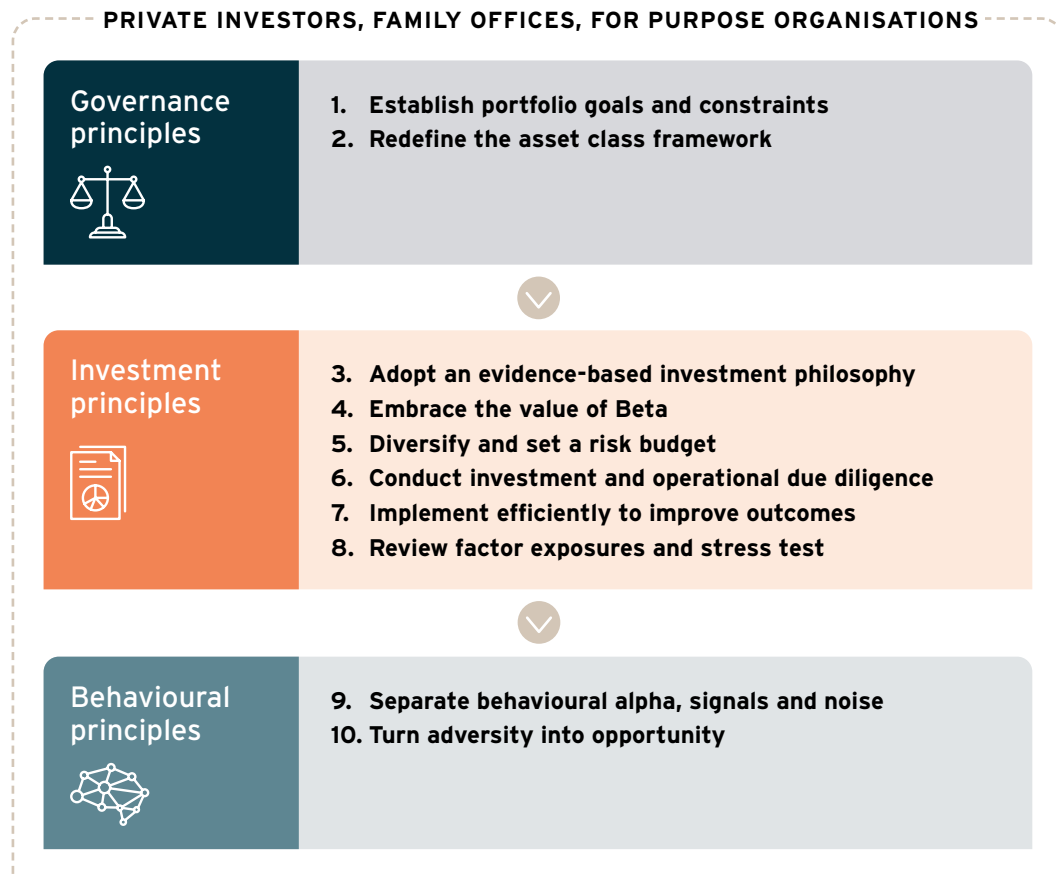 PRIVATE INVESTORS, FAMILY OFFICES, FOR PURPOSE ORGANISATIONS
Governance
principles
1. Establish portfolio goals and constraints
2. Redefine the asset class framework
Investment
principles
3. Adopt an evidence-based investment philosophy
4. Embrace the value of Beta
5. Diversify and set a risk budget
6. Conduct investment and operational due diligence
7. Implement efficiently to improve outcomes
8. Review factor exposures and stress test
Behavioural
principles
9. Separate behavioural alpha, signals and noise
10. Turn adversity into opportunity